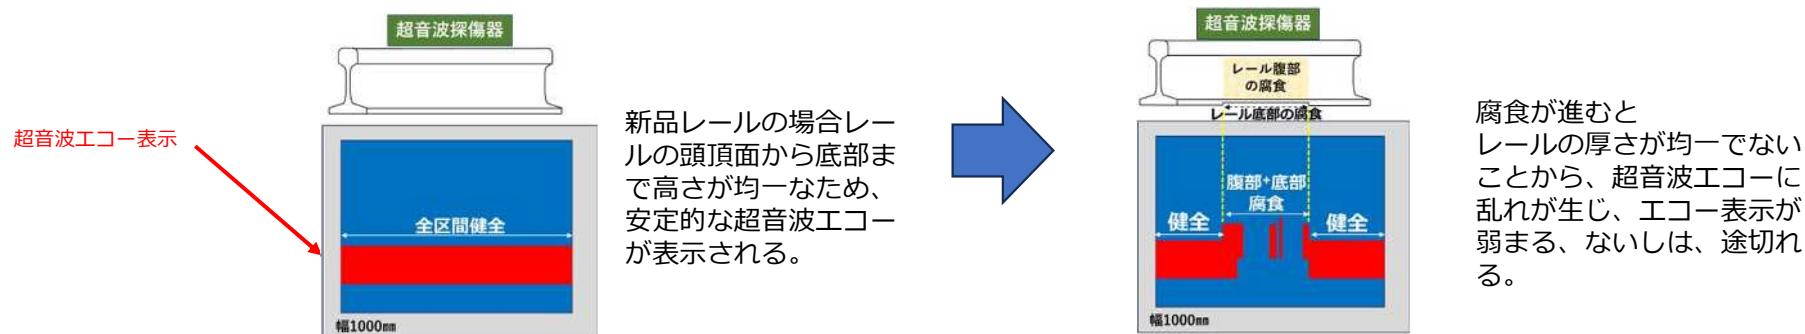 超音波エコー表示
超音波探傷器
全区間健全
幅1000㎜
新品レールの場合レー
ルの頭頂面から底部ま
で高さが均一なため、
安定的な超音波エコー
が表示される。
超音波探傷器
レール腹部
の腐食
レール底部の腐食
腹部+底部
腐食
健全
健全
幅1000㎜
腐食が進むと
レールの厚さが均一でない
ことから、超音波エコーに
乱れが生じ、エコー表示が
弱まる、ないしは、途切れ
る。